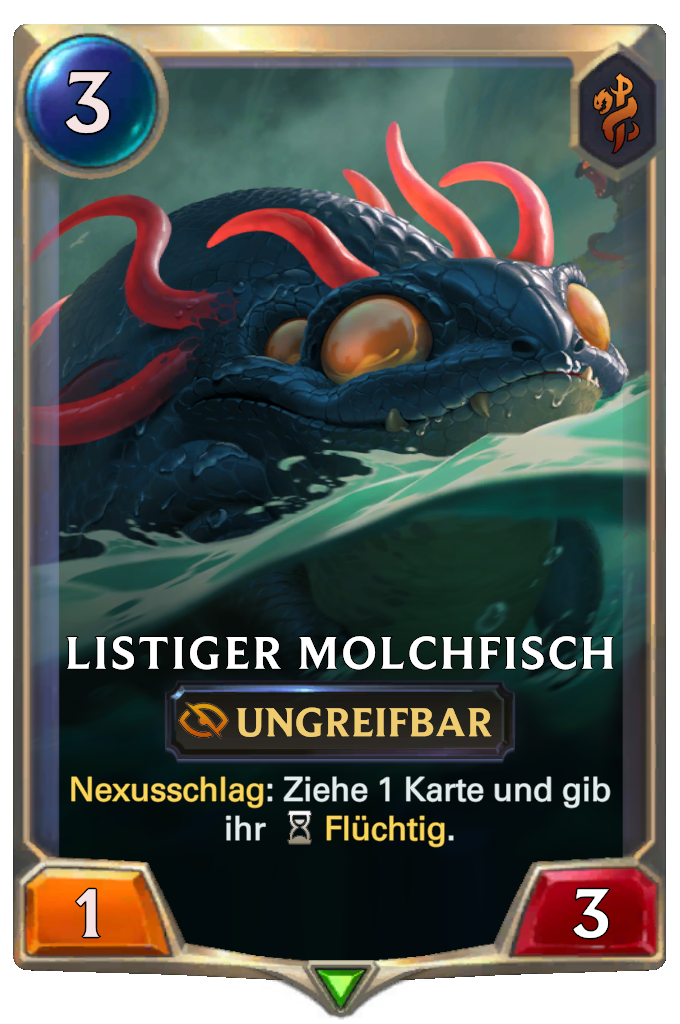 3
LISTIGER MOLCHFISCH
UNGREIFBAR
Nexusschlag: Ziehe 1 Karte und gib
ihr Flüchtig.
1
3